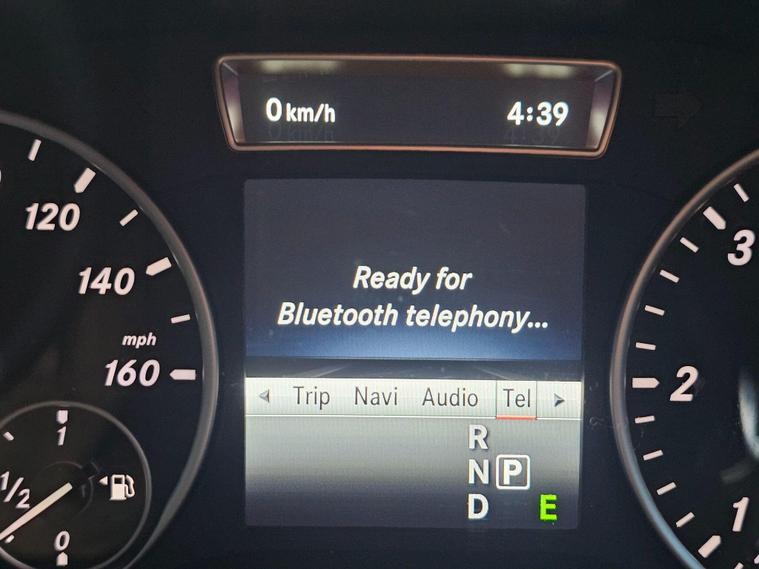 0 km/h 4:39
120
140
mph
160
1
1/2
0
Ready for
Bluetooth telephony...
Trip Navi Audio Tel
R
N P
D E
3
2
1